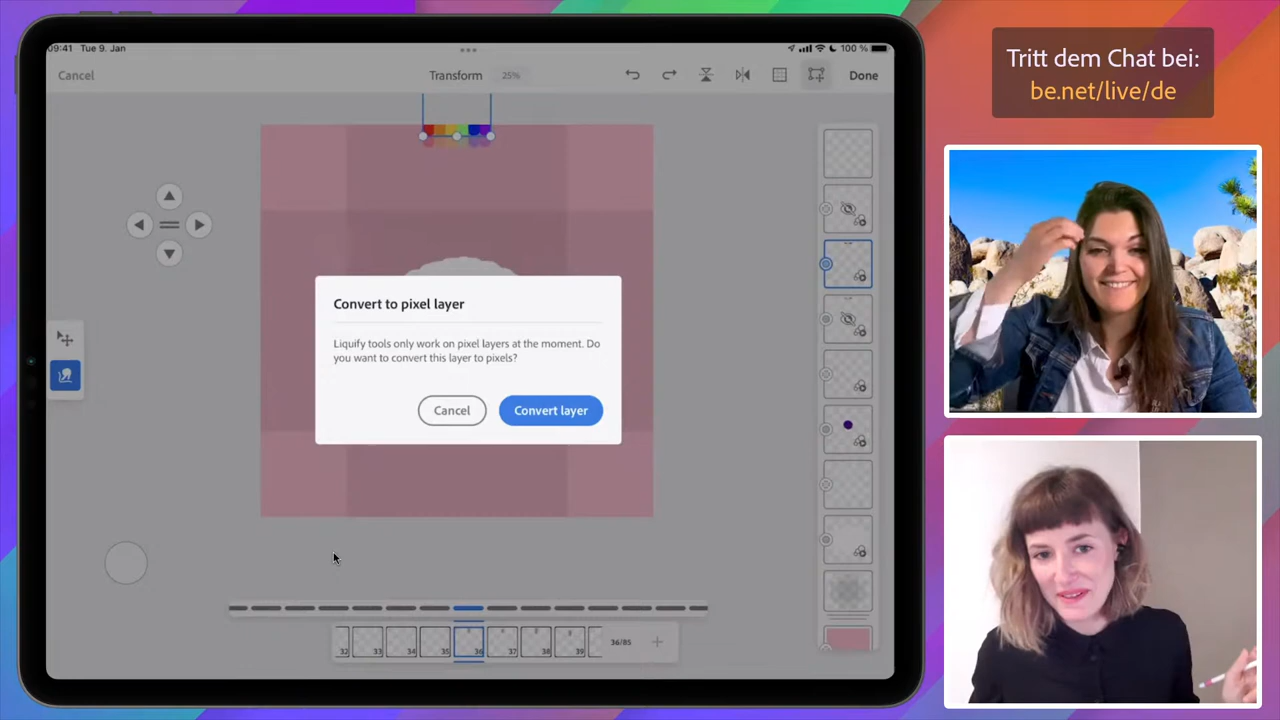 09:41 Tue 9. Jan
100 %
Cancel
Transform
25%
Done
Convert to pixel layer
Liquify tools only work on pixel layers at the moment. Do
you want to convert this layer to pixels?
Cancel
Convert layer
32
33
34
35
36
37
38
39
36/85
Tritt dem Chat bei:
be.net/live/de